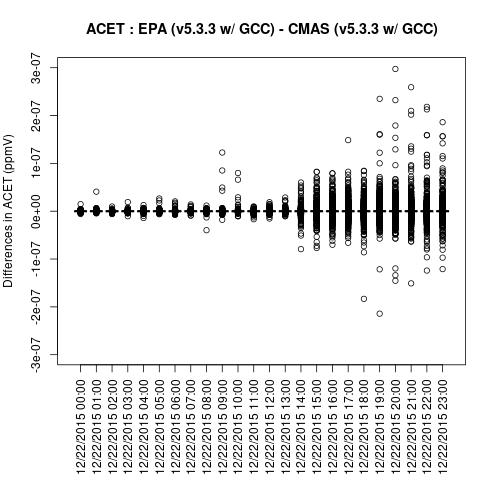 ACET : EPA (v5.3.3 w/ GCC) - CMAS (v5.3.3 w/ GCC)
Differences in ACET (ppmV)
3e-07
2e-07
1e-07
0e+00
-1e-07
-2e-07
-3e-07
12/22/2015 00:00
12/22/2015 01:00
12/22/2015 02:00
12/22/2015 03:00
12/22/2015 04:00
12/22/2015 05:00
12/22/2015 06:00
12/22/2015 07:00
12/22/2015 08:00
12/22/2015 09:00
12/22/2015 10:00
12/22/2015 11:00
12/22/2015 12:00
12/22/2015 13:00
12/22/2015 14:00
12/22/2015 15:00
12/22/2015 16:00
12/22/2015 17:00
12/22/2015 18:00
12/22/2015 19:00
12/22/2015 20:00
12/22/2015 21:00
12/22/2015 22:00
12/22/2015 23:00